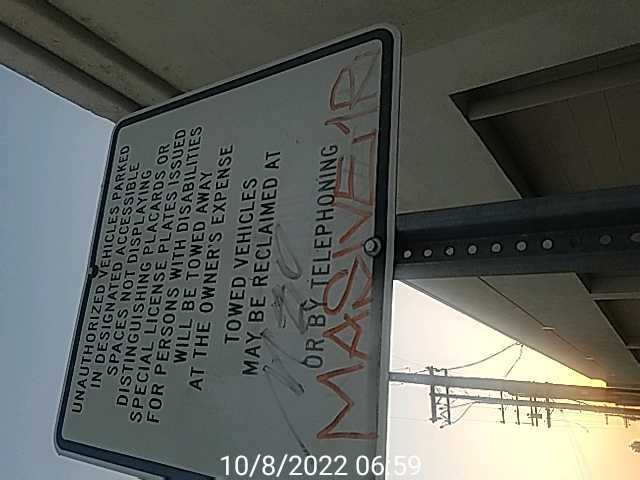 UNAUTHORIZED VEHICLES PARKED
IN DESIGNATED ACCESSIBLE
SPACES NOT DISPLAYING
DISTINGUISHING PLACARDS OR
SPECIAL LICENSE PLATES ISSUED
FOR PERSONS WITH DISABILITIES
WILL BE TOWED AWAY
AT THE OWNER'S EXPENSE
TOWED VEHICLES
MAY BE RECLAIMED AT
OR BY TELEPHONING
10/8/2022 06:59